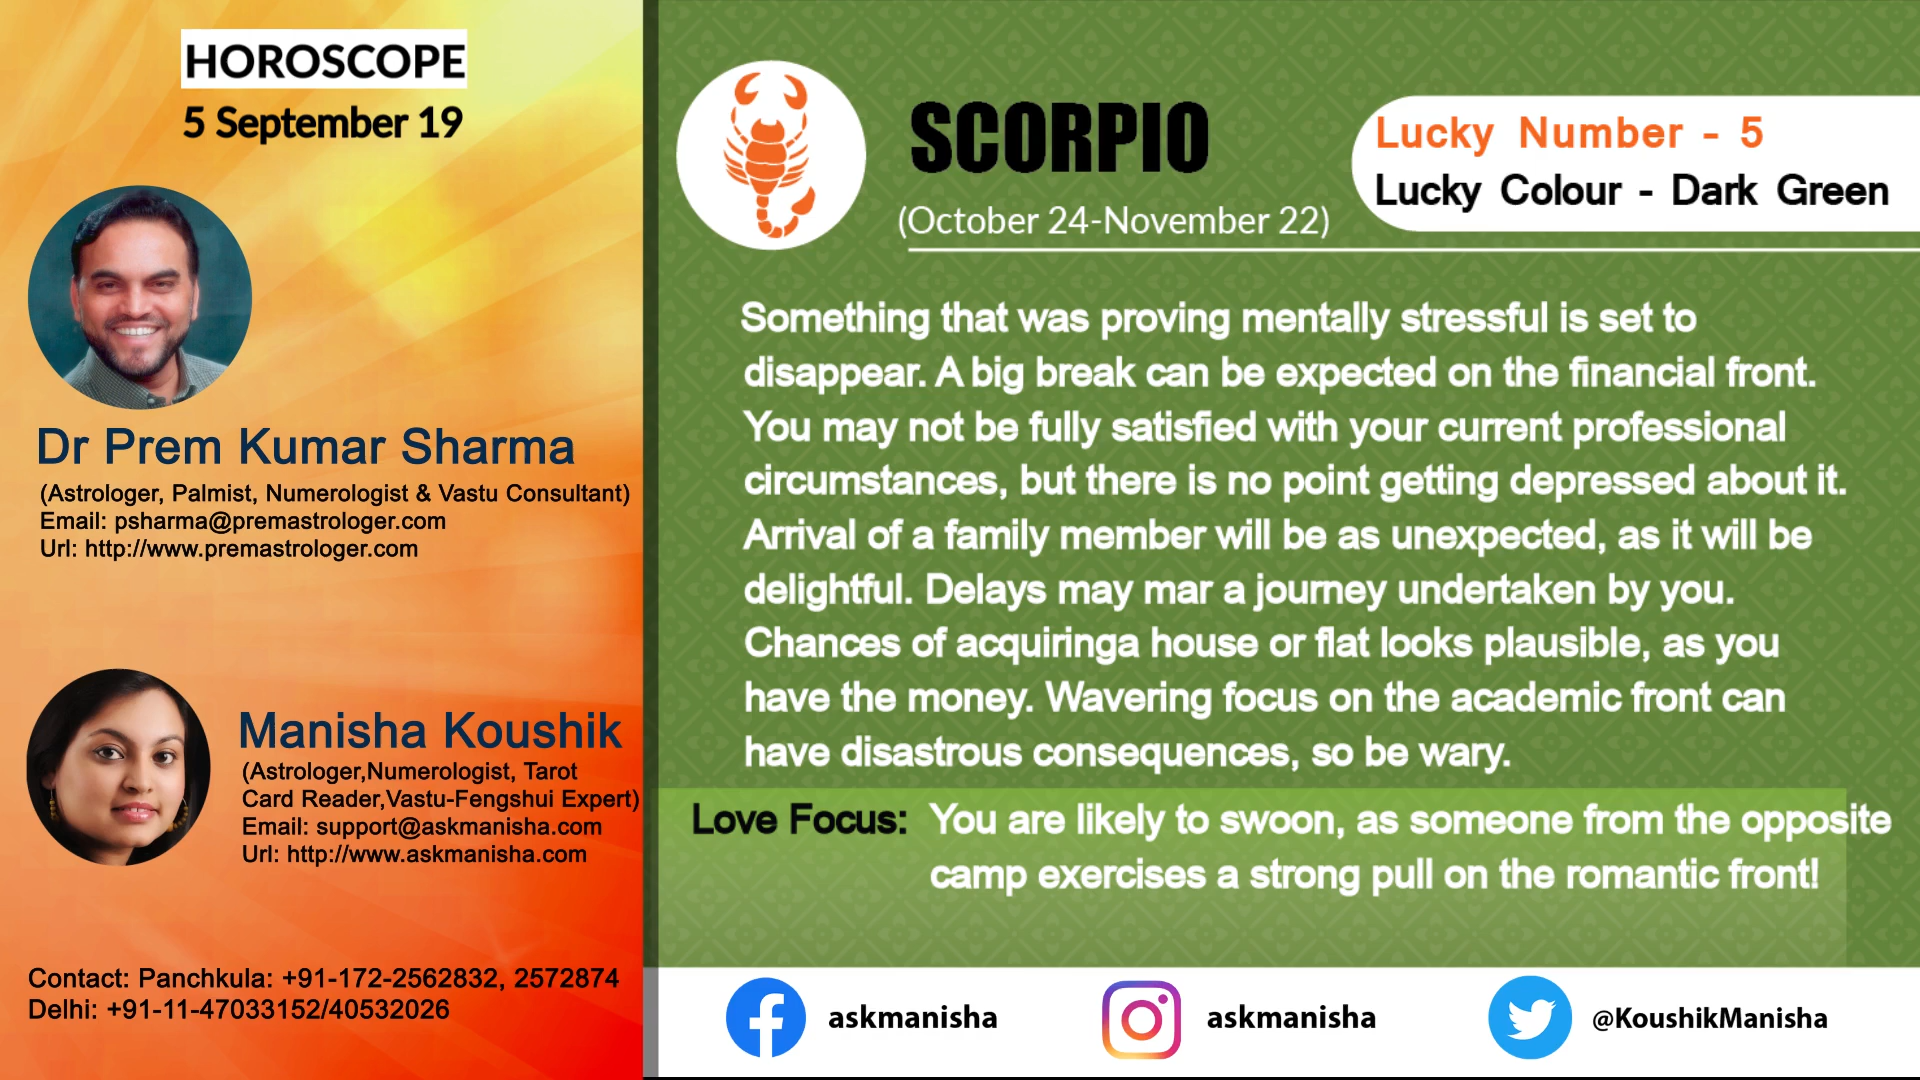 HOROSCOPE
5 September 19
Dr Prem Kumar Sharma
(Astrologer, Palmist, Numerologist & Vastu Consultant)
Email: psharma@premastrologer.com
Url: http://www.premastrologer.com
Manisha Koushik
(Astrologer,Numerologist, Tarot
Card Reader,Vastu-Fengshui Expert)
Email: support@askmanisha.com
Url: http://www.askmanisha.com
Contact: Panchkula: +91-172-2562832, 2572874
Delhi: +91-11-47033152/40532026
SCORPIO
(October 24-November 22)
Lucky Number - 5
Lucky Colour - Dark Green
Something that was proving mentally stressful is set to
disappear. A big break can be expected on the financial front.
You may not be fully satisfied with your current professional
circumstances, but there is no point getting depressed about it.
Arrival of a family member will be as unexpected, as it will be
delightful. Delays may mar a journey undertaken by you.
Chances of acquiringa house or flat looks plausible, as you
have the money. Wavering focus on the academic front can
have disastrous consequences, so be wary.
Love Focus: You are likely to swoon, as someone from the opposite
camp exercises a strong pull on the romantic front!
askmanisha
askmanisha
@KoushikManisha